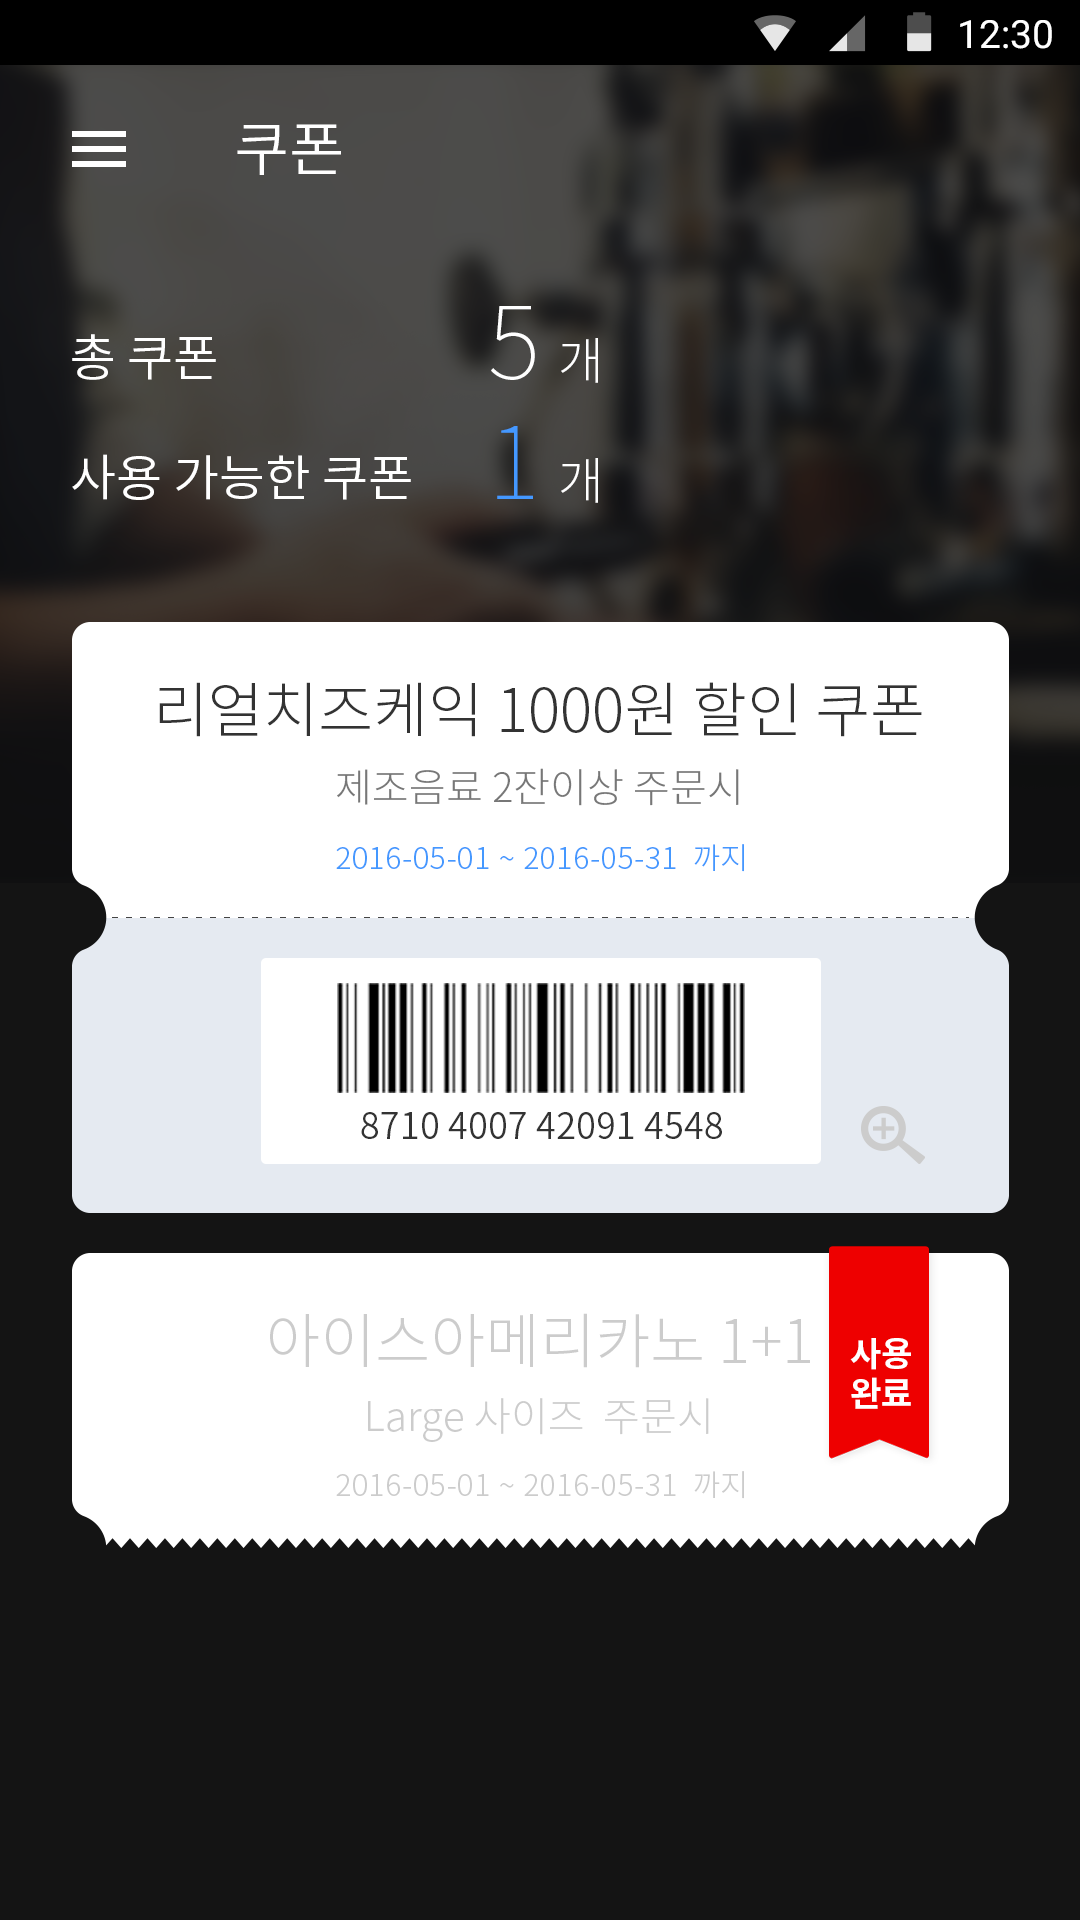 12:30
쿠폰
총 쿠폰 5 개
사용 가능한 쿠폰 1 개
리얼치즈케익 1000원 할인 쿠폰
제조음료 2잔이상 주문시
2016-05-01 ~ 2016-05-31 까지
8710 4007 42091 4548
아이스아메리카노 1+1
사용
완료
Large 사이즈 주문시
2016-05-01 ~ 2016-05-31 까지